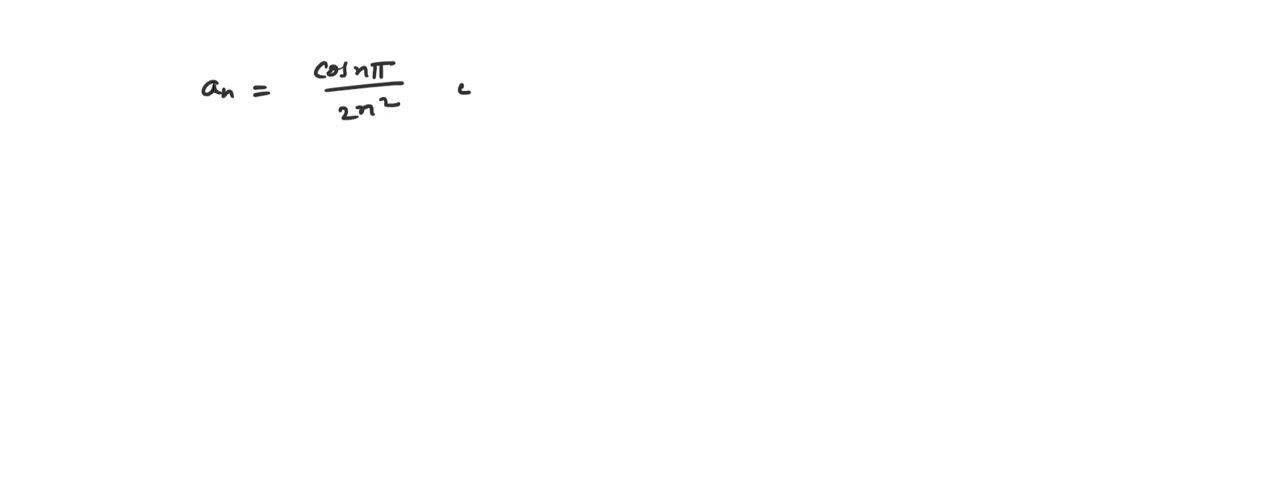 aₙ = cos nπ / 2n²